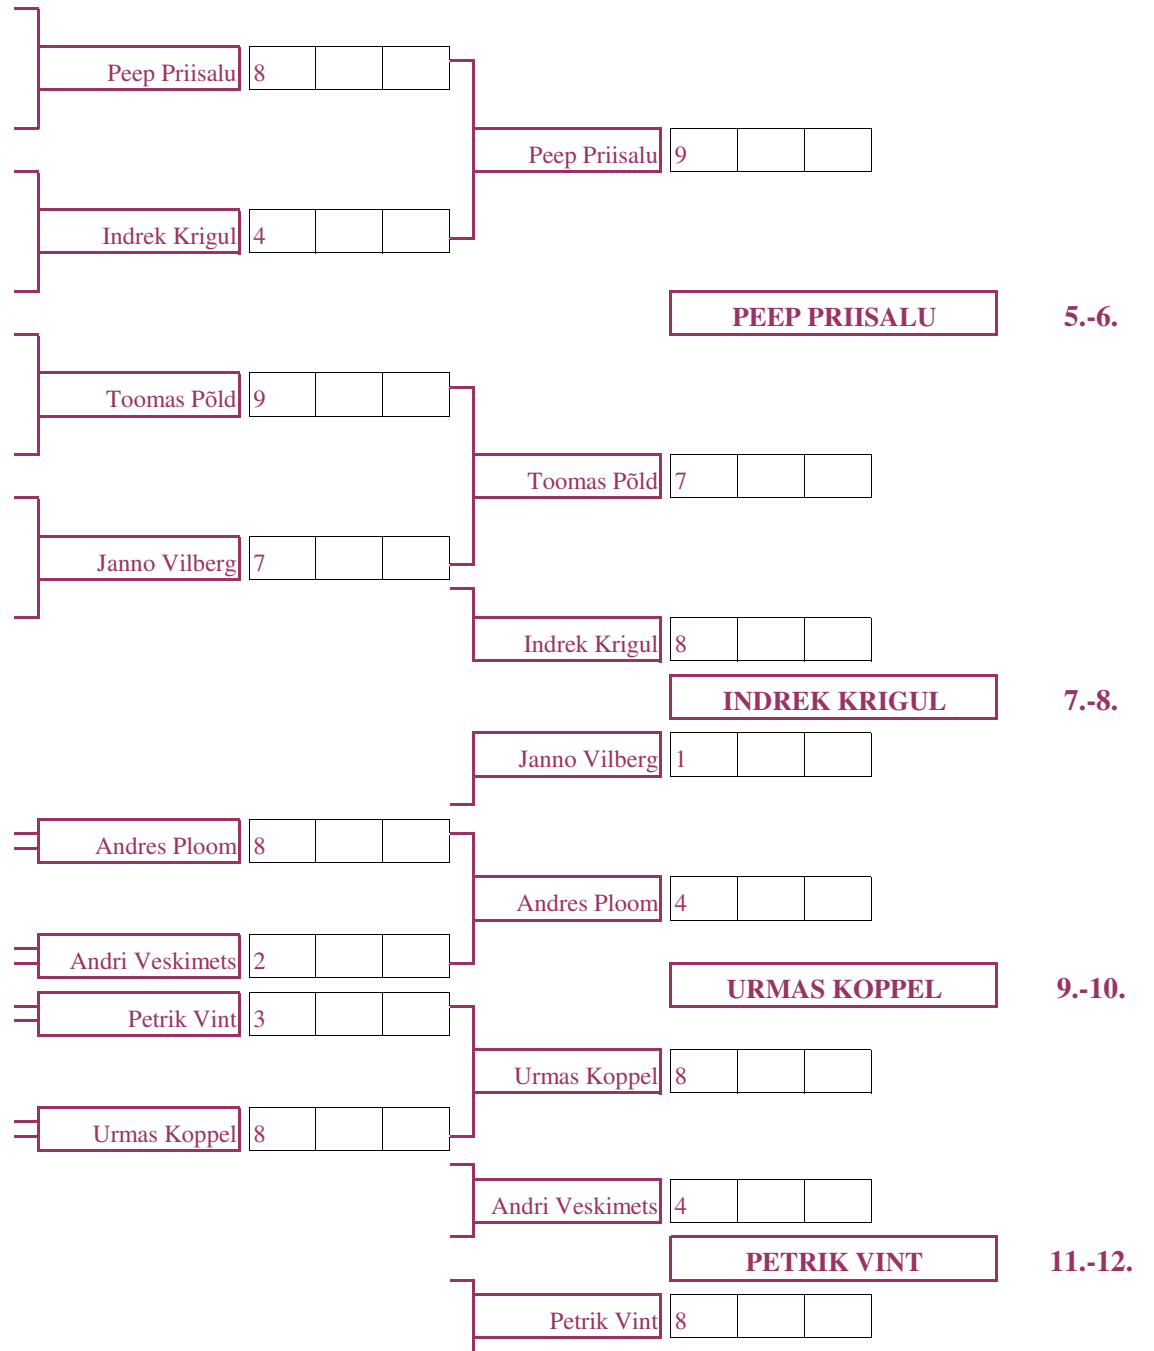 Peep Priisalu 8
Peep Priisalu 9
Indrek Krigul 4
PEEP PRIISALU 5.-6.
Toomas Põld 9
Toomas Põld 7
Janno Vilberg 7
Indrek Krigul 8
INDREK KRIGUL 7.-8.
Janno Vilberg 1
Andres Ploom 8
Andres Ploom 4
Andri Veskimets 2
URMAS KOPPEL 9.-10.
Petrik Vint 3
Urmas Koppel 8
Urmas Koppel 8
Andri Veskimets 4
PETRIK VINT 11.-12.
Petrik Vint 8